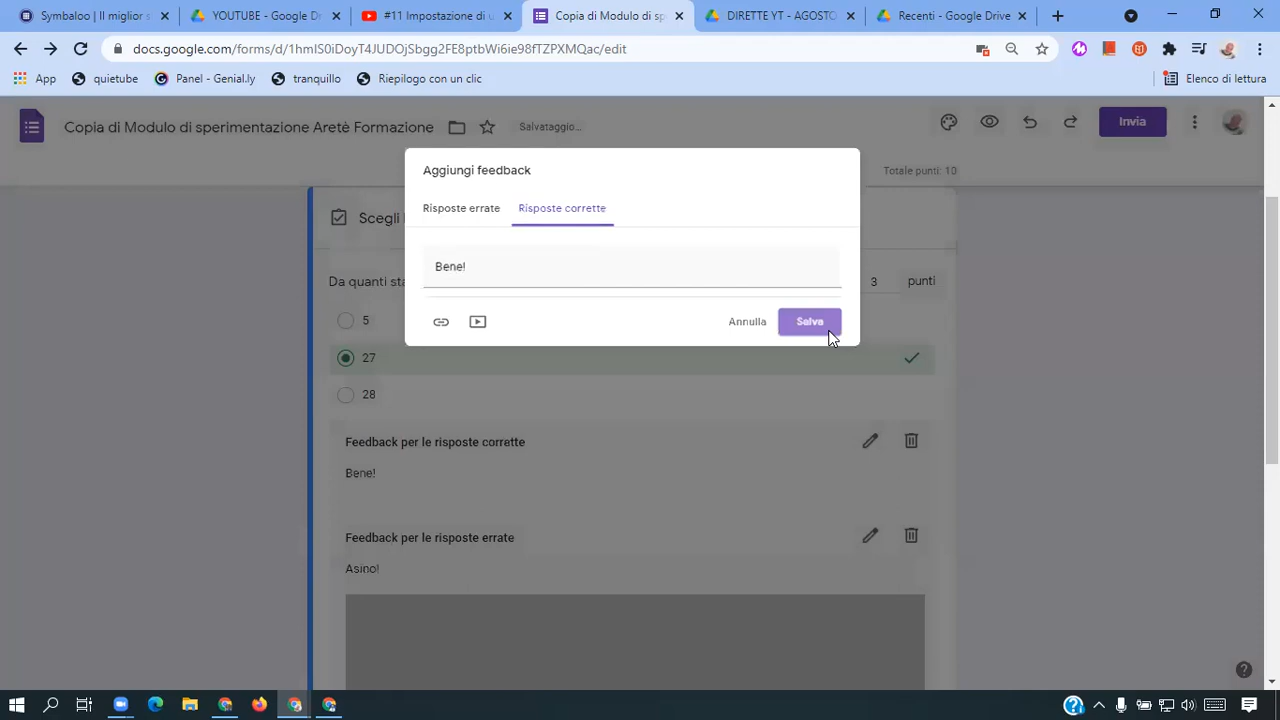 Symbaloo | Il miglior s
YOUTUBE - Google Dr
#11 Impostazione di u
Copia di Modulo di sp
DIRETTE YT - AGOSTO
Recenti - Google Drive
docs.google.com/forms/d/1hmIS0iDoyT4JUDOjSbgg2FE8ptbWi6ie98fTZPXMQac/edit
App
quietube
Panel - Genial.ly
tranquillo
Riepilogo con un clic
Elenco di lettura
Copia di Modulo di sperimentazione Aretè Formazione
Salvataggio...
Invia
Totale punti: 10
Aggiungi feedback
Risposte errate
Risposte corrette
Bene!
Annulla
Salva
Scegli
Da quanti sta
3
punti
5
27
28
Feedback per le risposte corrette
Bene!
Feedback per le risposte errate
Asino!